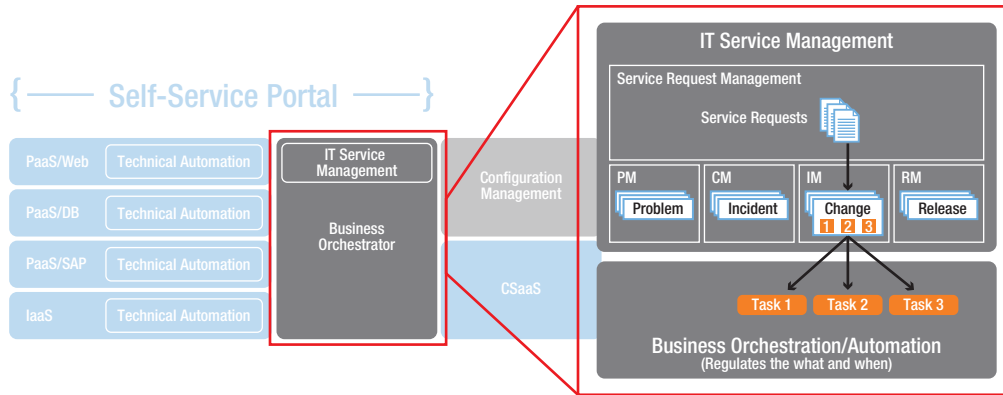 { Self-Service Portal }
PaaS/Web
Technical Automation
PaaS/DB
Technical Automation
PaaS/SAP
Technical Automation
IaaS
Technical Automation
IT Service
Management
Business
Orchestrator
Configuration
Management
CSaaS
IT Service Management
Service Request Management
Service Requests
PM
Problem
CM
Incident
IM
Change
1 2 3
RM
Release
Task 1
Task 2
Task 3
Business Orchestration/Automation
(Regulates the what and when)